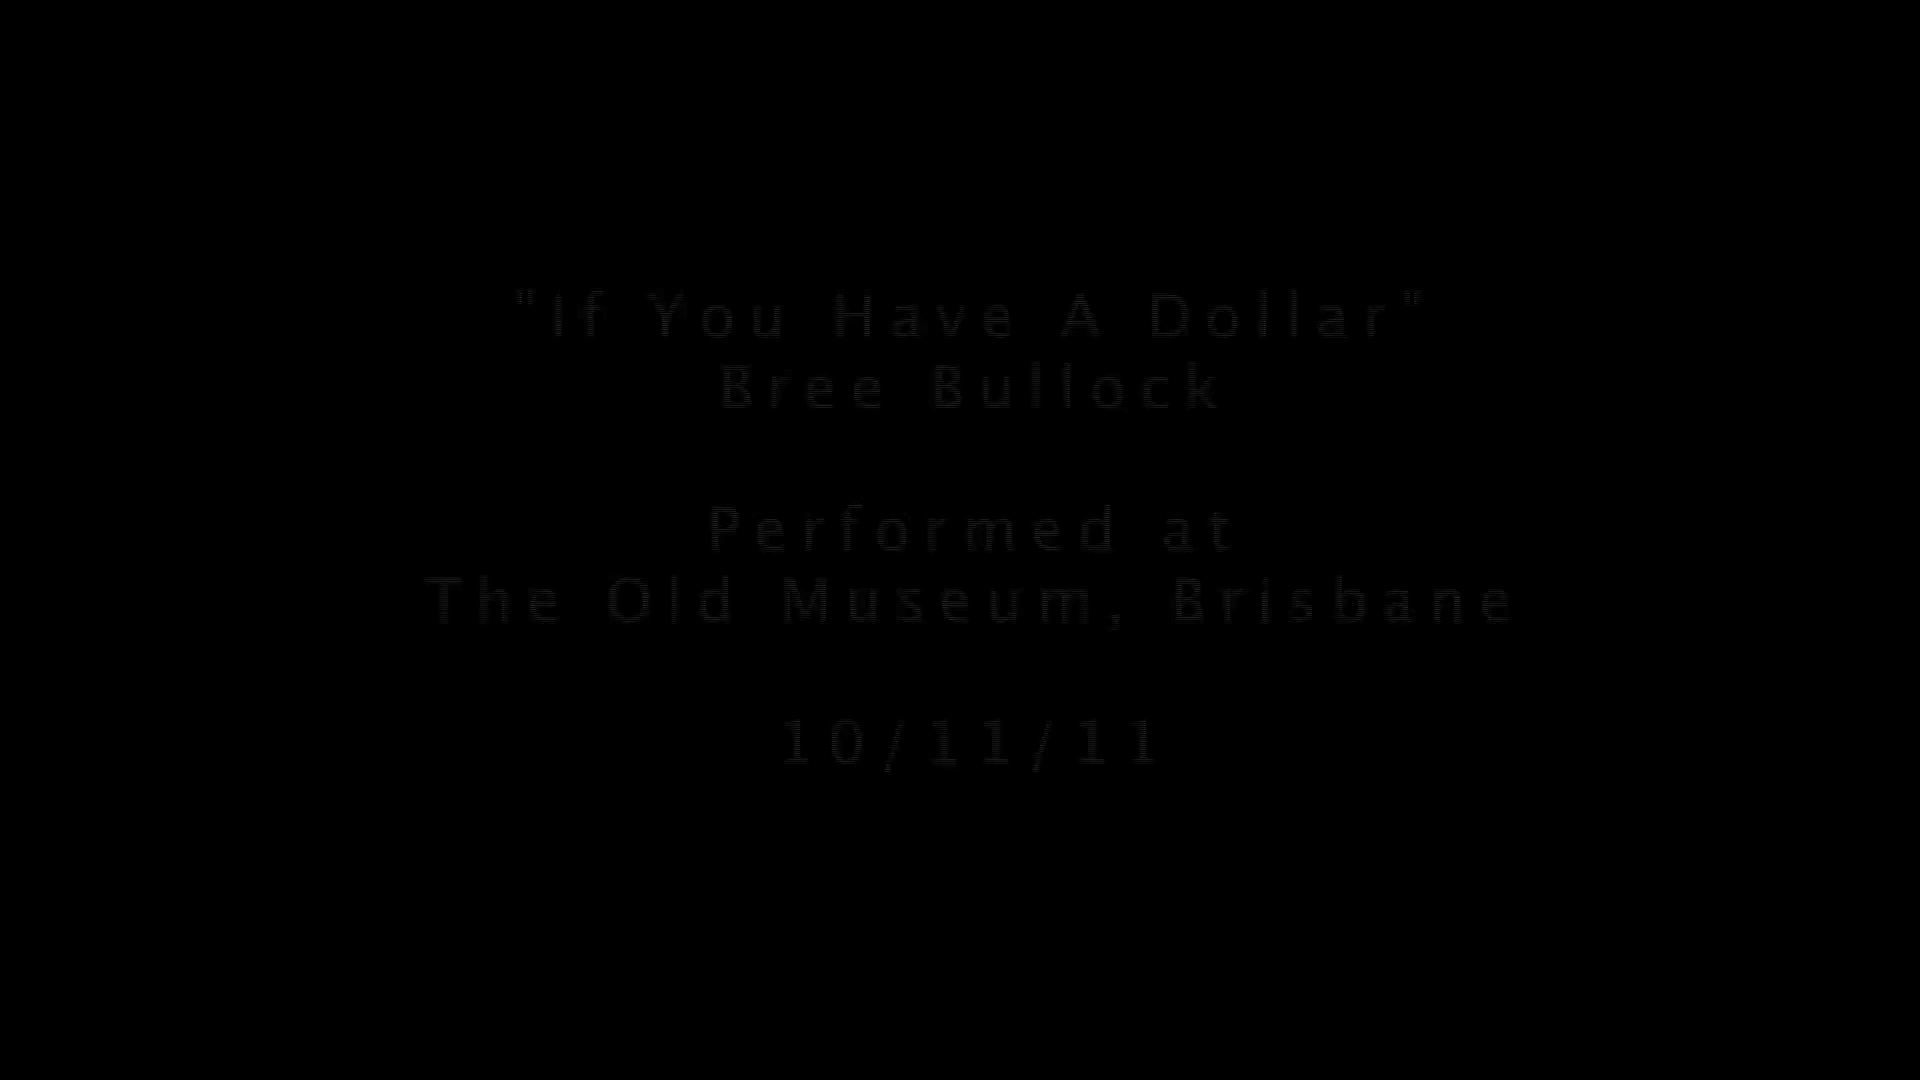 "If You Have A Dollar"
Bree Bullock
Performed at
The Old Museum, Brisbane
10/11/11